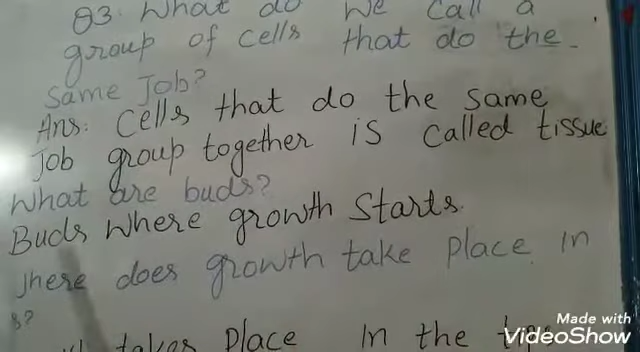 Q3. What do we call a
group of cells that do the
same Job?
Ans: Cells that do the same
Job group together is called tissue
What are buds?
Buds where growth starts.
here does growth take place in
s?
takes place In the tips
Made with
VideoShow